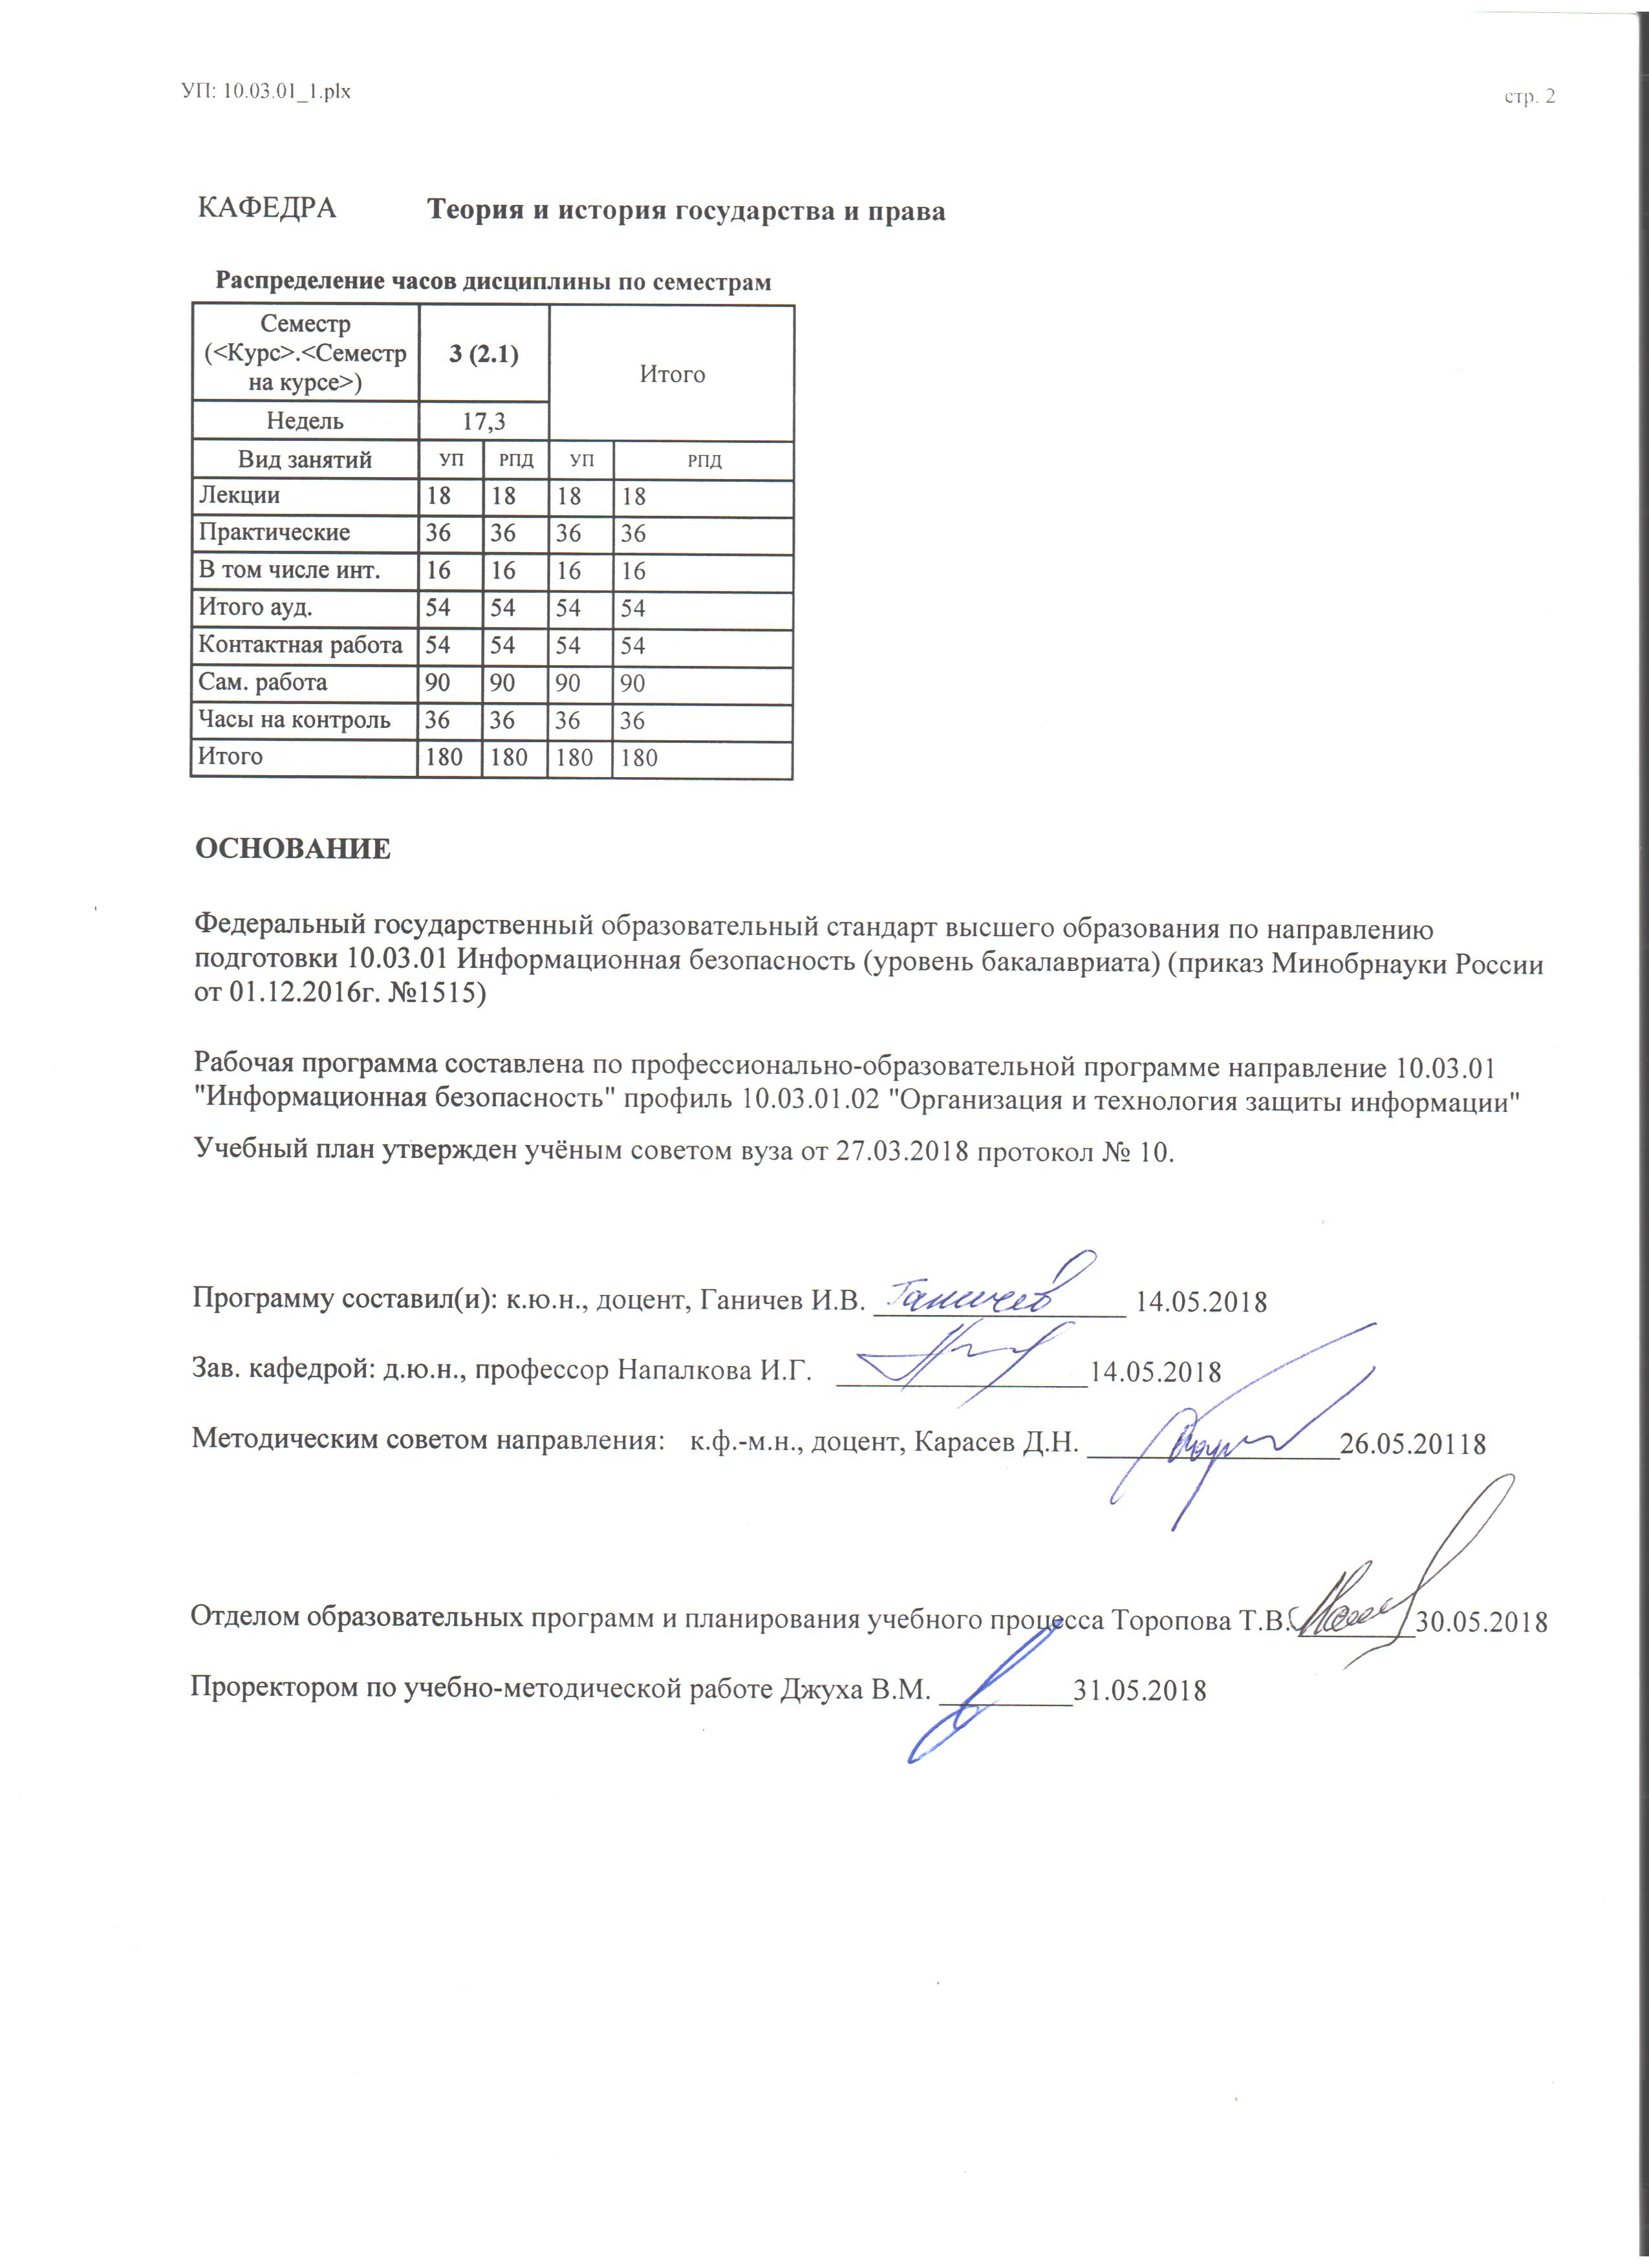 УП: 10.03.01_1.plx
стр. 2
КАФЕДРА Теория и история государства и права
Распределение часов дисциплины по семестрам
Семестр
(<Курс>.<Семестр
на курсе>)
3 (2.1)
Итого
Недель 17,3
Вид занятий УП РПД УП РПД
Лекции 18 18 18 18
Практические 36 36 36 36
В том числе инт. 16 16 16 16
Итого ауд. 54 54 54 54
Контактная работа 54 54 54 54
Сам. работа 90 90 90 90
Часы на контроль 36 36 36 36
Итого 180 180 180 180
ОСНОВАНИЕ
Федеральный государственный образовательный стандарт высшего образования по направлению
подготовки 10.03.01 Информационная безопасность (уровень бакалавриата) (приказ Минобрнауки России
от 01.12.2016г. №1515)
Рабочая программа составлена по профессионально-образовательной программе направление 10.03.01
"Информационная безопасность" профиль 10.03.01.02 "Организация и технология защиты информации"
Учебный план утвержден учёным советом вуза от 27.03.2018 протокол № 10.
Программу составил(и): к.ю.н., доцент, Ганичев И.В. Ганичев 14.05.2018
Зав. кафедрой: д.ю.н., профессор Напалкова И.Г. 14.05.2018
Методическим советом направления: к.ф.-м.н., доцент, Карасев Д.Н. 26.05.20118
Отделом образовательных программ и планирования учебного процесса Торопова Т.В. 30.05.2018
Проректором по учебно-методической работе Джуха В.М. 31.05.2018